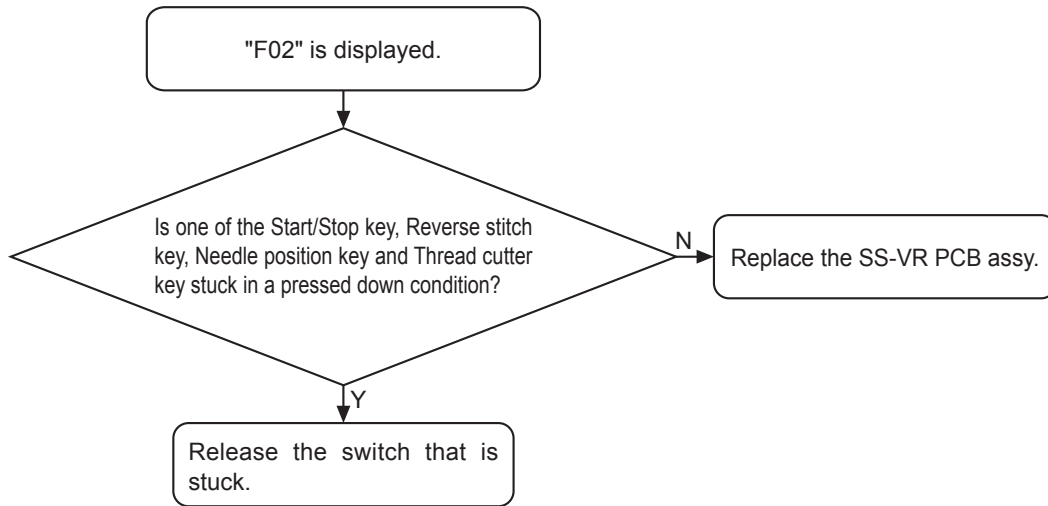 "F02" is displayed.
Is one of the Start/Stop key, Reverse stitch
key, Needle position key and Thread cutter
key stuck in a pressed down condition?
N
Replace the SS-VR PCB assy.
Y
Release the switch that is
stuck.